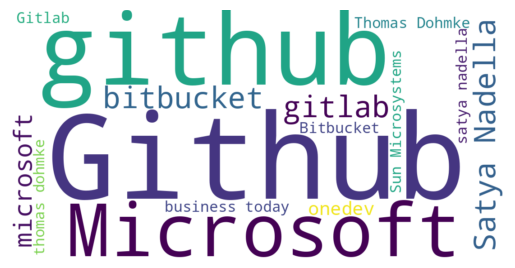 Gitlab
github
Thomas Dohmke
bitbucket
gitlab
Bitbucket
Sun Microsystems
satya nadella
Satya Nadella
Github
microsoft
thomas dohmke
business today
onedev
Microsoft